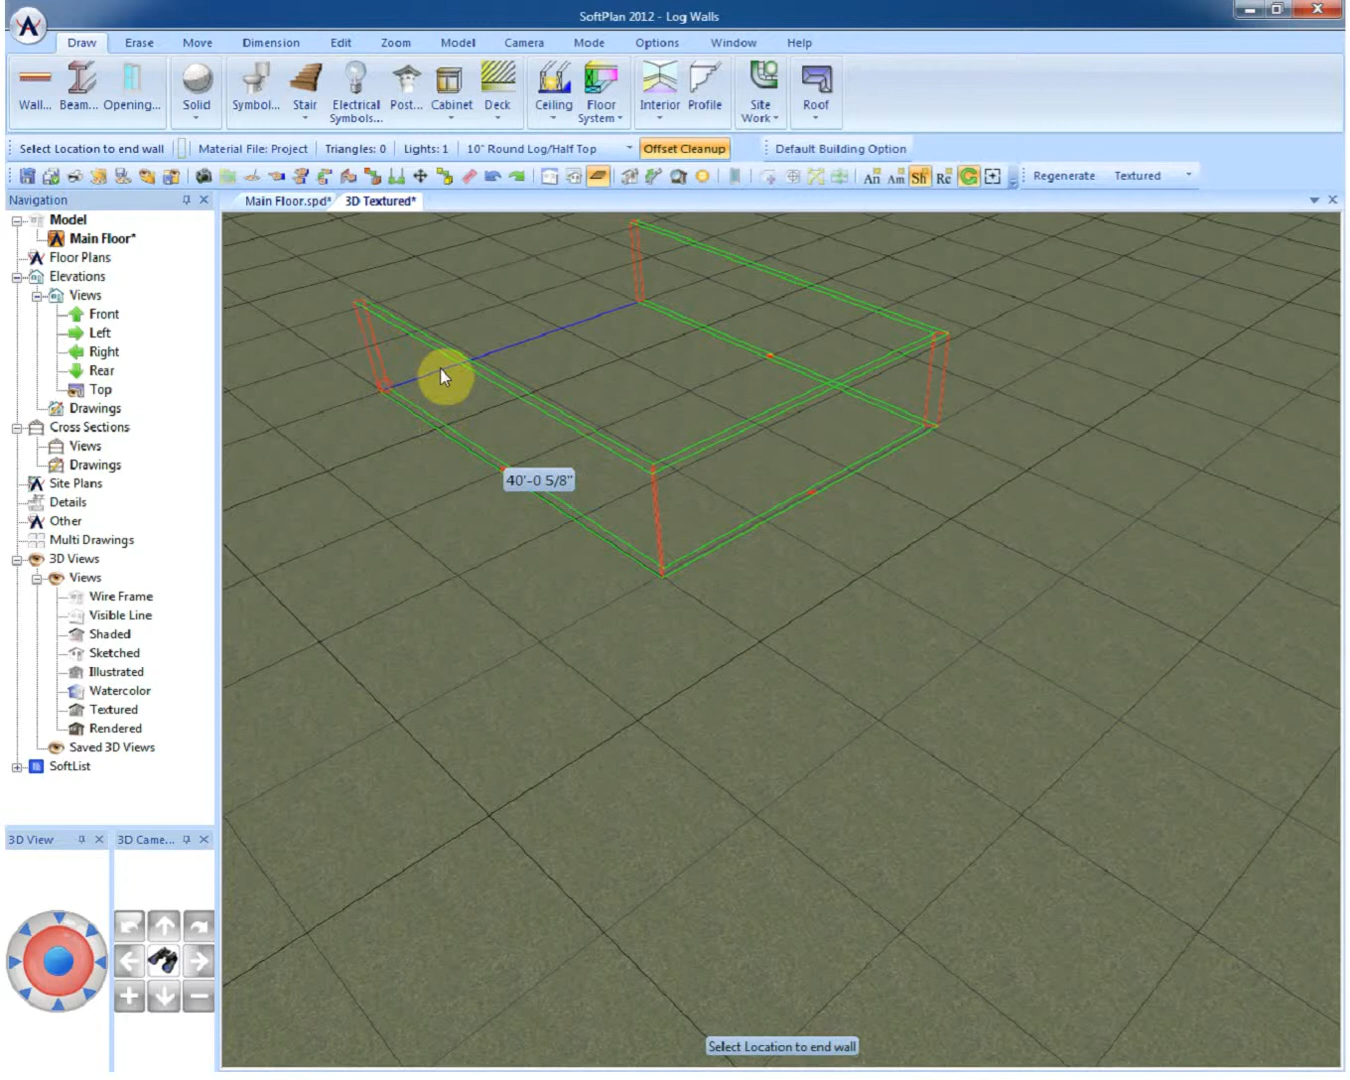 SoftPlan 2012 - Log Walls
Draw Erase Move Dimension Edit Zoom Model Camera Mode Options Window Help
Wall... Beam... Opening... Solid Symbol... Stair Electrical Symbols... Post... Cabinet Deck Ceiling Floor System Interior Profile Site Work Roof
Select Location to end wall Material File: Project Triangles: 0 Lights: 1 10" Round Log/Half Top Offset Cleanup Default Building Option
An Am Sh Re Regenerate Textured
Navigation
Main Floor.spd* 3D Textured*
Model
Main Floor*
Floor Plans
Elevations
Views
Front
Left
Right
Rear
Top
Drawings
Cross Sections
Views
Drawings
Site Plans
Details
Other
Multi Drawings
3D Views
Views
Wire Frame
Visible Line
Shaded
Sketched
Illustrated
Watercolor
Textured
Rendered
Saved 3D Views
SoftList
40'-0 5/8"
3D View 3D Came...
Select Location to end wall